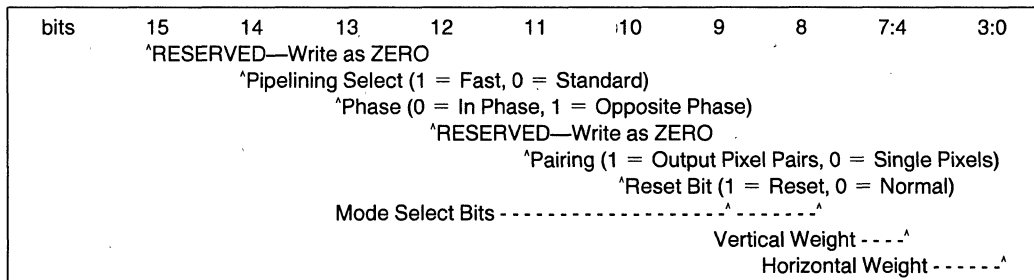 bits 15 14 13 12 11 10 9 8 7:4 3:0
^RESERVED—Write as ZERO
^Pipelining Select (1 = Fast, 0 = Standard)
^Phase (0 = In Phase, 1 = Opposite Phase)
^RESERVED—Write as ZERO
^Pairing (1 = Output Pixel Pairs, 0 = Single Pixels)
^Reset Bit (1 = Reset, 0 = Normal)
Mode Select Bits - - - - - - - - - - - - - - - - - - -^- - - - - - -^
Vertical Weight - - - -^
Horizontal Weight - - - - - -^